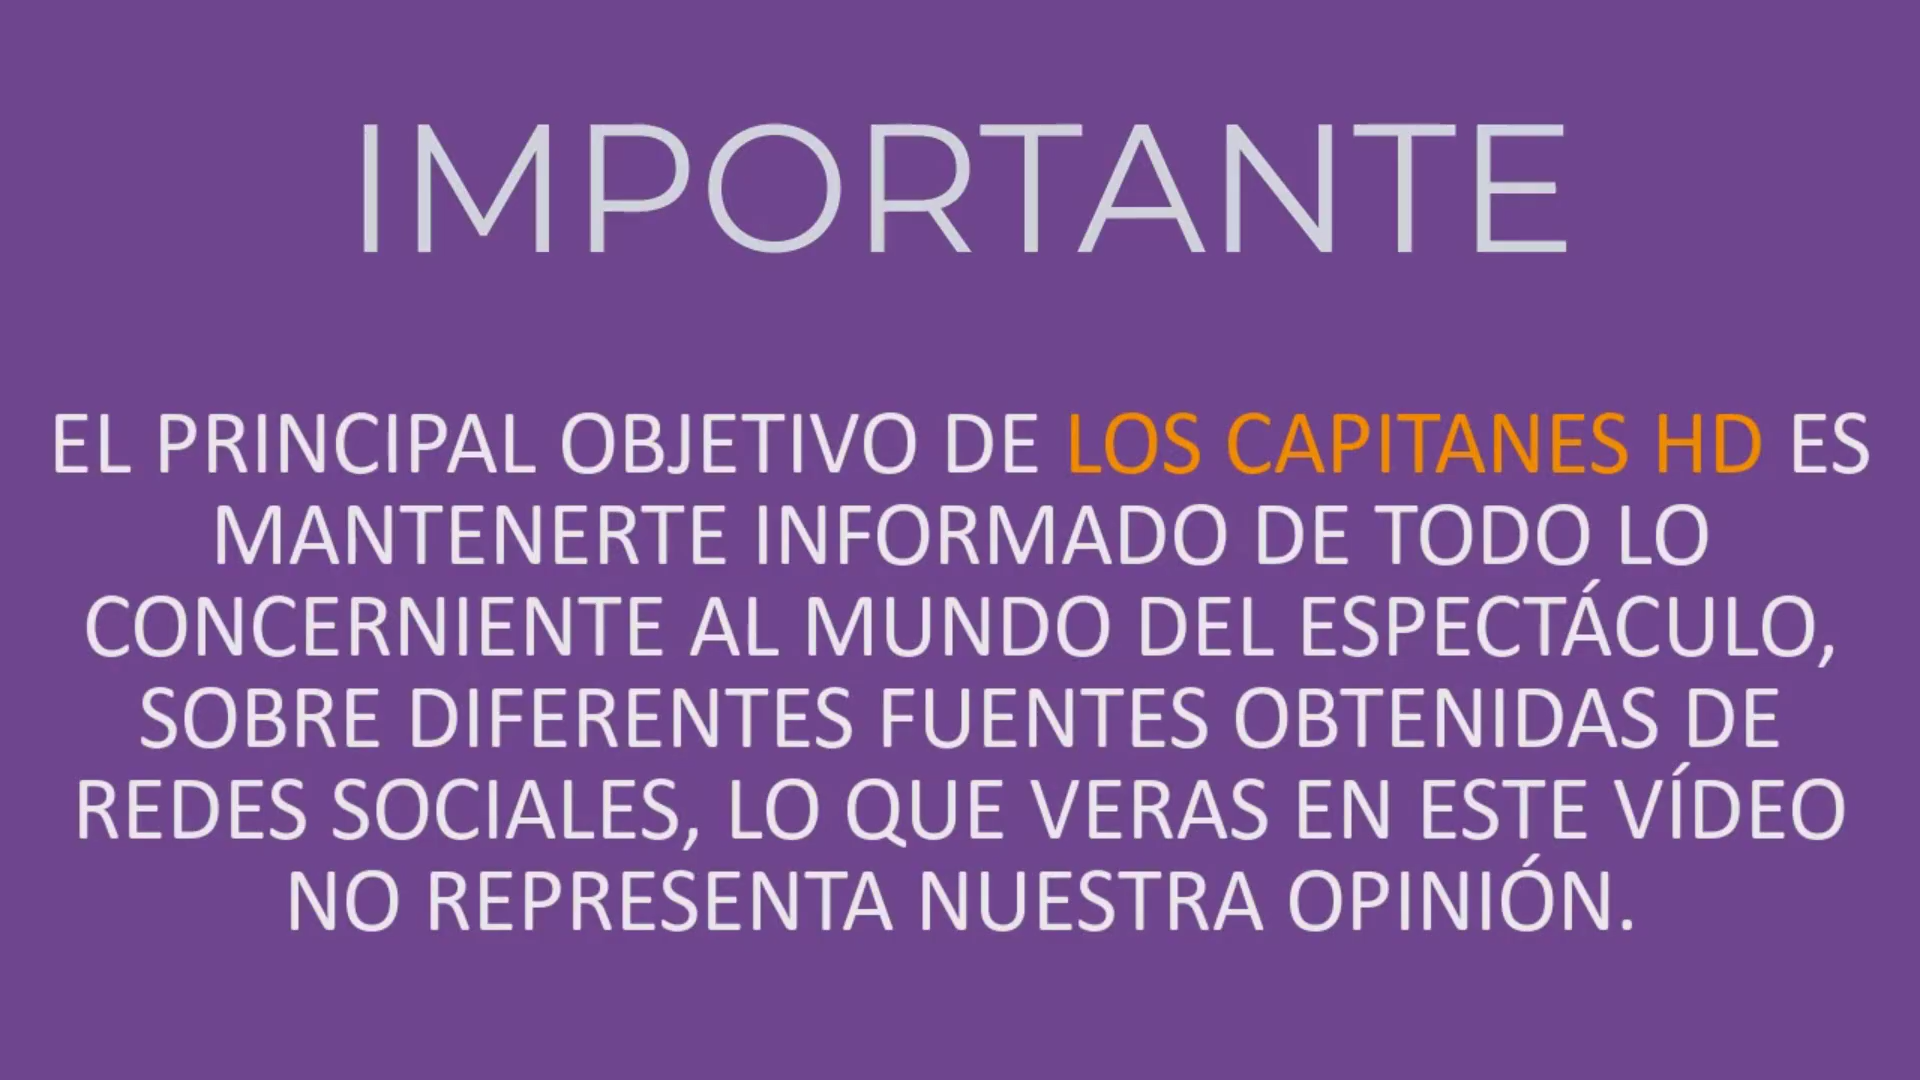 IMPORTANTE
EL PRINCIPAL OBJETIVO DE LOS CAPITANES HD ES
MANTENERTE INFORMADO DE TODO LO
CONCERNIENTE AL MUNDO DEL ESPECTÁCULO,
SOBRE DIFERENTES FUENTES OBTENIDAS DE
REDES SOCIALES, LO QUE VERAS EN ESTE VÍDEO
NO REPRESENTA NUESTRA OPINIÓN.